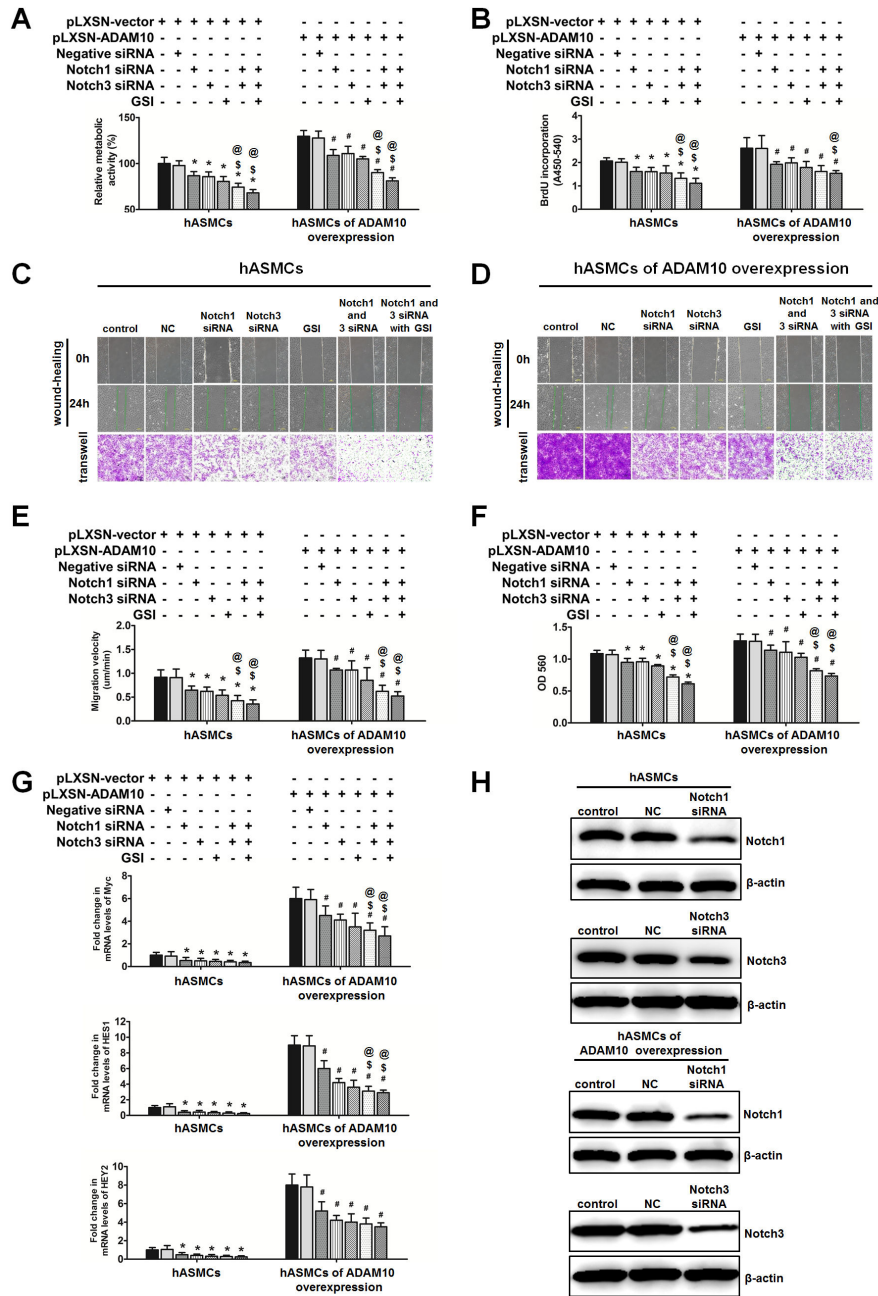 A
pLXSN-vector + + + + + + + - - - - - - -
pLXSN-ADAM10 - - - - - - - + + + + + + +
Negative siRNA - + - - - - - - + - - - - -
Notch1 siRNA - - + - - + + - - + - - + +
Notch3 siRNA - - - + - + + - - - + - + +
GSI - - - - + - + - - - - + - +
Relative metabolic
activity (%)
150
100
50
* * * * $ @ * $ @
# # # # $ @ # $ @
hASMCs
hASMCs of ADAM10
overexpression
B
pLXSN-vector + + + + + + + - - - - - - -
pLXSN-ADAM10 - - - - - - - + + + + + + +
Negative siRNA - + - - - - - - + - - - - -
Notch1 siRNA - - + - - + + - - + - - + +
Notch3 siRNA - - - + - + + - - - + - + +
GSI - - - - + - + - - - - + - +
BrdU incorporation
(A450-540)
4
3
2
1
0
* * * * $ @ * $ @
# # # # # $ @
hASMCs
hASMCs of ADAM10
overexpression
C
hASMCs
control
NC
Notch1
siRNA
Notch3
siRNA
GSI
Notch1
and
3 siRNA
Notch1 and
3 siRNA
with GSI
wound-healing
0h
24h
transwell
D
hASMCs of ADAM10 overexpression
control
NC
Notch1
siRNA
Notch3
siRNA
GSI
Notch1
and
3 siRNA
Notch1 and
3 siRNA
with GSI
wound-healing
0h
24h
transwell
E
pLXSN-vector + + + + + + + - - - - - - -
pLXSN-ADAM10 - - - - - - - + + + + + + +
Negative siRNA - + - - - - - - + - - - - -
Notch1 siRNA - - + - - + + - - + - - + +
Notch3 siRNA - - - + - + + - - - + - + +
GSI - - - - + - + - - - - + - +
Migration velocity
(um/min)
2.0
1.5
1.0
0.5
0.0
* * * * $ @ * $ @
# # # # $ @ # $ @
hASMCs
hASMCs of ADAM10
overexpression
F
pLXSN-vector + + + + + + + - - - - - - -
pLXSN-ADAM10 - - - - - - - + + + + + + +
Negative siRNA - + - - - - - - + - - - - -
Notch1 siRNA - - + - - + + - - + - - + +
Notch3 siRNA - - - + - + + - - - + - + +
GSI - - - - + - + - - - - + - +
OD 560
1.5
1.0
0.5
0.0
* * * * $ @ * $ @
# # # # $ @ # $ @
hASMCs
hASMCs of ADAM10
overexpression
G
pLXSN-vector + + + + + + + - - - - - - -
pLXSN-ADAM10 - - - - - - - + + + + + + +
Negative siRNA - + - - - - - - + - - - - -
Notch1 siRNA - - + - - + + - - + - - + +
Notch3 siRNA - - - + - + + - - - + - + +
GSI - - - - + - + - - - - + - +
Fold change in
mRNA levels of Myc
8
6
4
2
0
* * * * *
# # # # $ @ # $ @
hASMCs
hASMCs of ADAM10
overexpression
Fold change in
mRNA levels of HES1
12
10
8
6
4
2
0
* * * * *
# # # # $ @ # $ @
hASMCs
hASMCs of ADAM10
overexpression
Fold change in
mRNA levels of HEY2
10
8
6
4
2
0
* * * * *
# # # # #
hASMCs
hASMCs of ADAM10
overexpression
H
hASMCs
control
NC
Notch1
siRNA
Notch1
β-actin
control
NC
Notch3
siRNA
Notch3
β-actin
hASMCs of
ADAM10 overexpression
control
NC
Notch1
siRNA
Notch1
β-actin
control
NC
Notch3
siRNA
Notch3
β-actin